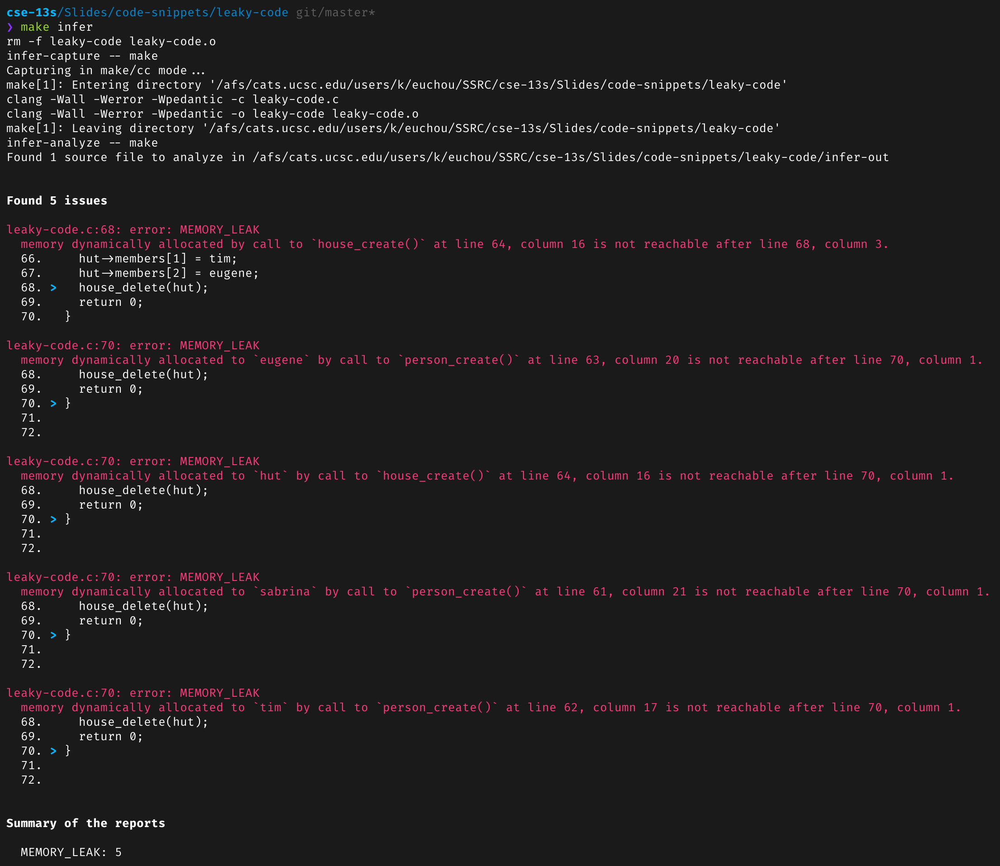 cse-13s/Slides/code-snippets/leaky-code git/master*
❯ make infer
rm -f leaky-code leaky-code.o
infer-capture -- make
Capturing in make/cc mode...
make[1]: Entering directory '/afs/cats.ucsc.edu/users/k/euchou/SSRC/cse-13s/Slides/code-snippets/leaky-code'
clang -Wall -Werror -Wpedantic -c leaky-code.c
clang -Wall -Werror -Wpedantic -o leaky-code leaky-code.o
make[1]: Leaving directory '/afs/cats.ucsc.edu/users/k/euchou/SSRC/cse-13s/Slides/code-snippets/leaky-code'
infer-analyze -- make
Found 1 source file to analyze in /afs/cats.ucsc.edu/users/k/euchou/SSRC/cse-13s/Slides/code-snippets/leaky-code/infer-out
Found 5 issues
leaky-code.c:68: error: MEMORY_LEAK
  memory dynamically allocated by call to `house_create()` at line 64, column 16 is not reachable after line 68, column 3.
  66.     hut->members[1] = tim;
  67.     hut->members[2] = eugene;
  68. >   house_delete(hut);
  69.     return 0;
  70.   }
leaky-code.c:70: error: MEMORY_LEAK
  memory dynamically allocated to `eugene` by call to `person_create()` at line 63, column 20 is not reachable after line 70, column 1.
  68.     house_delete(hut);
  69.     return 0;
  70. > }
  71.
  72.
leaky-code.c:70: error: MEMORY_LEAK
  memory dynamically allocated to `hut` by call to `house_create()` at line 64, column 16 is not reachable after line 70, column 1.
  68.     house_delete(hut);
  69.     return 0;
  70. > }
  71.
  72.
leaky-code.c:70: error: MEMORY_LEAK
  memory dynamically allocated to `sabrina` by call to `person_create()` at line 61, column 21 is not reachable after line 70, column 1.
  68.     house_delete(hut);
  69.     return 0;
  70. > }
  71.
  72.
leaky-code.c:70: error: MEMORY_LEAK
  memory dynamically allocated to `tim` by call to `person_create()` at line 62, column 17 is not reachable after line 70, column 1.
  68.     house_delete(hut);
  69.     return 0;
  70. > }
  71.
  72.
Summary of the reports
  MEMORY_LEAK: 5